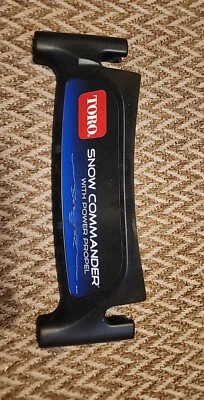 TORO.
SNOW COMMANDER
WITH POWER PROPEL